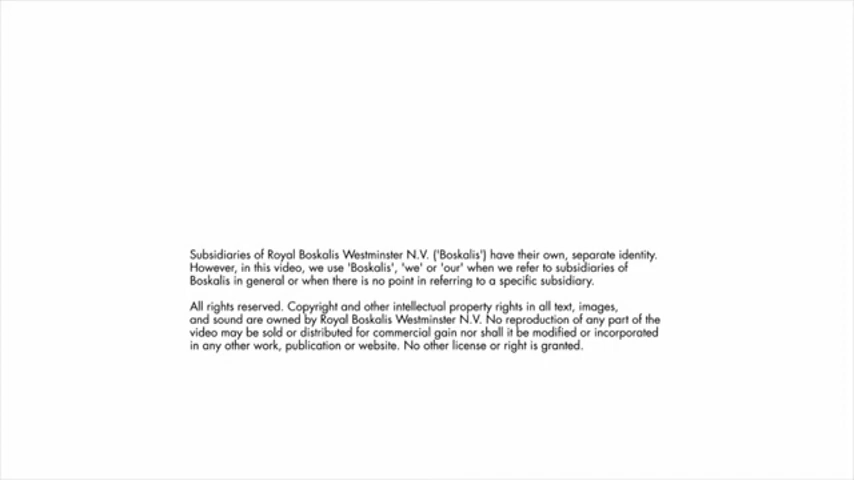 Subsidiaries of Royal Boskalis Westminster N.V. ('Boskalis') have their own, separate identity.
However, in this video, we use 'Boskalis', 'we' or 'our' when we refer to subsidiaries of
Boskalis in general or when there is no point in referring to a specific subsidiary.
All rights reserved. Copyright and other intellectual property rights in all text, images,
and sound are owned by Royal Boskalis Westminster N.V. No reproduction of any part of the
video may be sold or distributed for commercial gain nor shall it be modified or incorporated
in any other work, publication or website. No other license or right is granted.